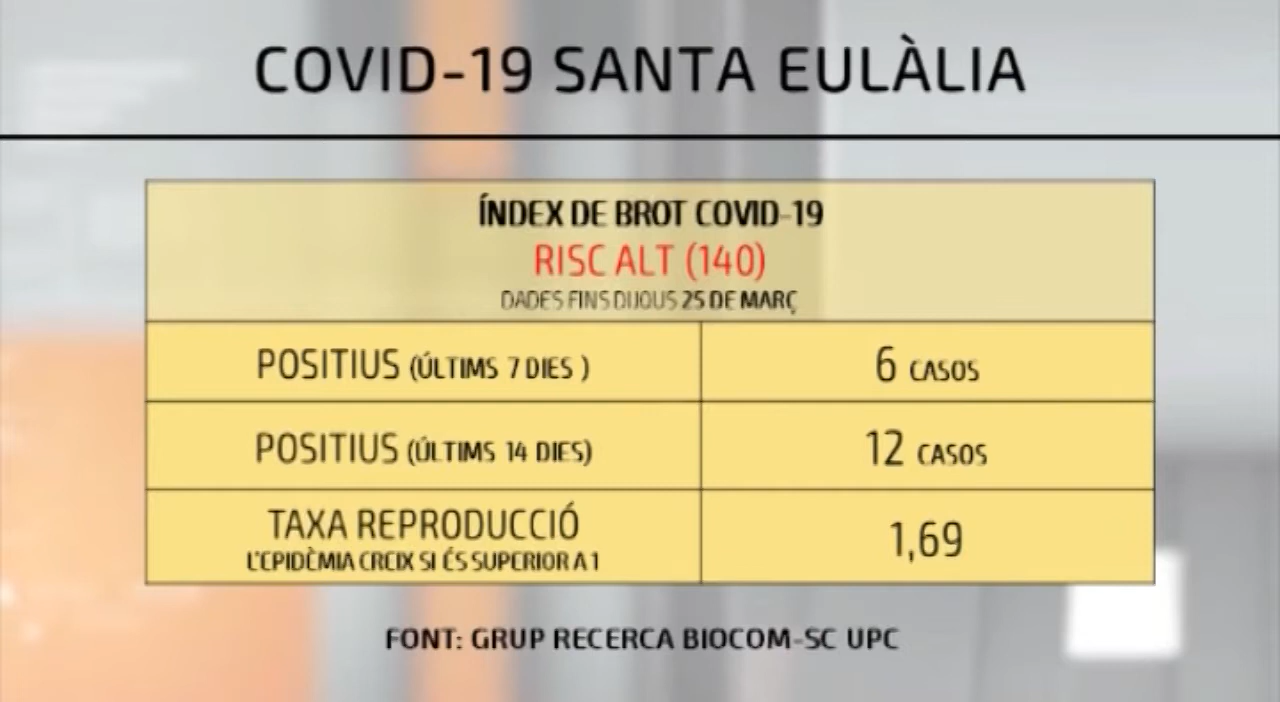 COVID-19 SANTA EULÀLIA
ÍNDEX DE BROT COVID-19
RISC ALT (140)
DADES FINS DIJOUS 25 DE MARÇ
POSITIUS (ÚLTIMS 7 DIES )
6 CASOS
POSITIUS (ÚLTIMS 14 DIES)
12 CASOS
TAXA REPRODUCCIÓ
L'EPIDÈMIA CREIX SI ÉS SUPERIOR A 1
1,69
FONT: GRUP RECERCA BIOCOM-SC UPC